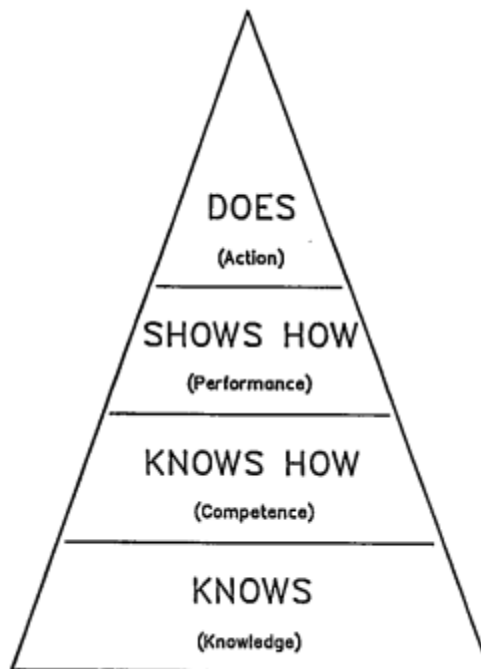 DOES
(Action)
SHOWS HOW
(Performance)
KNOWS HOW
(Competence)
KNOWS
(Knowledge)